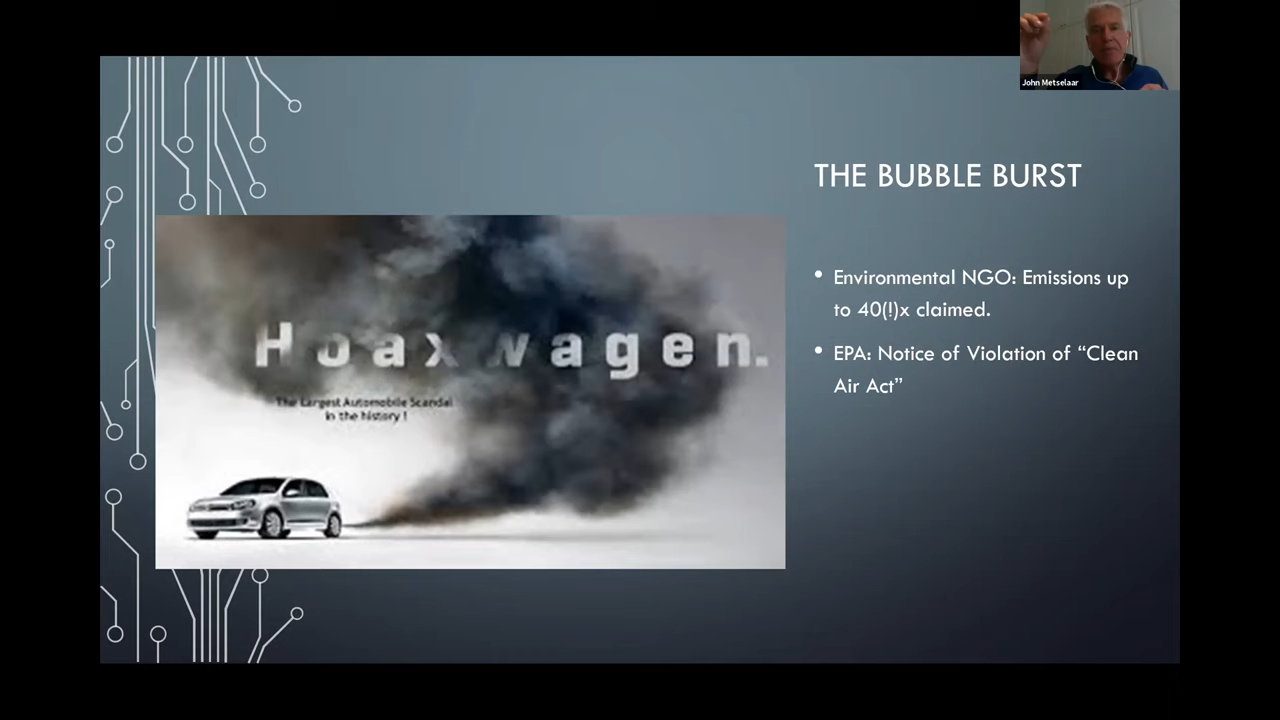 John Metselaar
THE BUBBLE BURST
Hoaxwagen.
The Largest Automobile Scandal
in the history !
• Environmental NGO: Emissions up
to 40(!)x claimed.
• EPA: Notice of Violation of “Clean
Air Act”